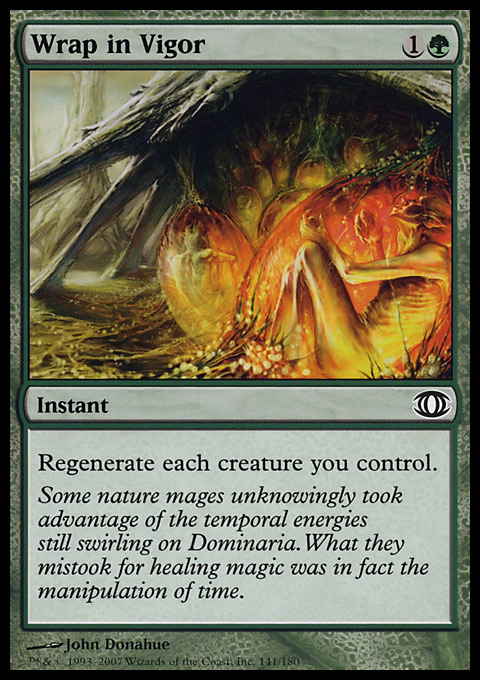 Wrap in Vigor 1
Instant
Regenerate each creature you control.
Some nature mages unknowingly took
advantage of the temporal energies
still swirling on Dominaria. What they
mistook for healing magic was in fact the
manipulation of time.
John Donahue
™ & © 1993-2007 Wizards of the Coast, Inc. 141/180